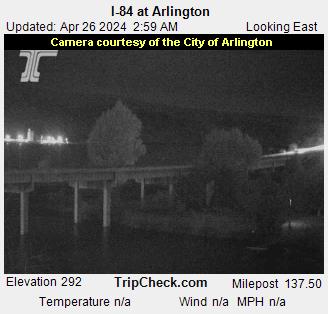 I-84 at Arlington
Updated: Apr 26 2024 2:59 AM Looking East
Camera courtesy of the City of Arlington
Elevation 292 TripCheck.com Milepost 137.50
Temperature n/a Wind n/a MPH n/a